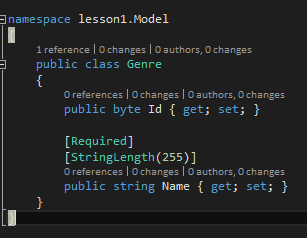 namespace lesson1.Model
{
1 reference | 0 changes | 0 authors, 0 changes
public class Genre
{
0 references | 0 changes | 0 authors, 0 changes
public byte Id { get; set; }
[Required]
[StringLength(255)]
0 references | 0 changes | 0 authors, 0 changes
public string Name { get; set; }
}
}